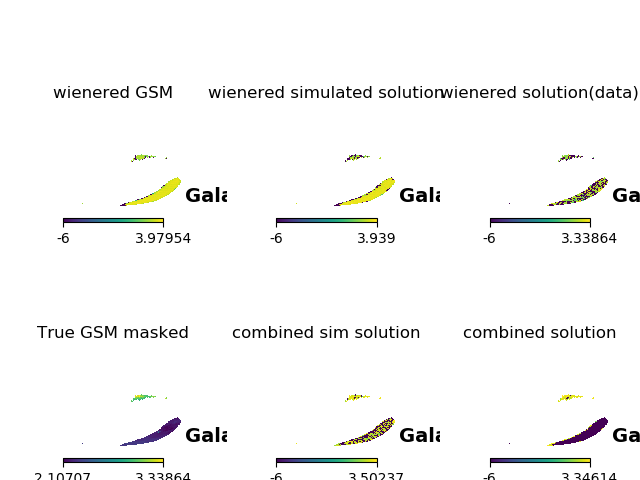 wienered GSM
wienered simulated solution
wienered solution(data)
Gala
Gala
Ga
-6 3.97954
-6 3.939
-6 3.33864
True GSM masked
combined sim solution
combined solution
Gala
Gala
Ga
2.10707 3.33864
-6 3.50237
-6 3.34614